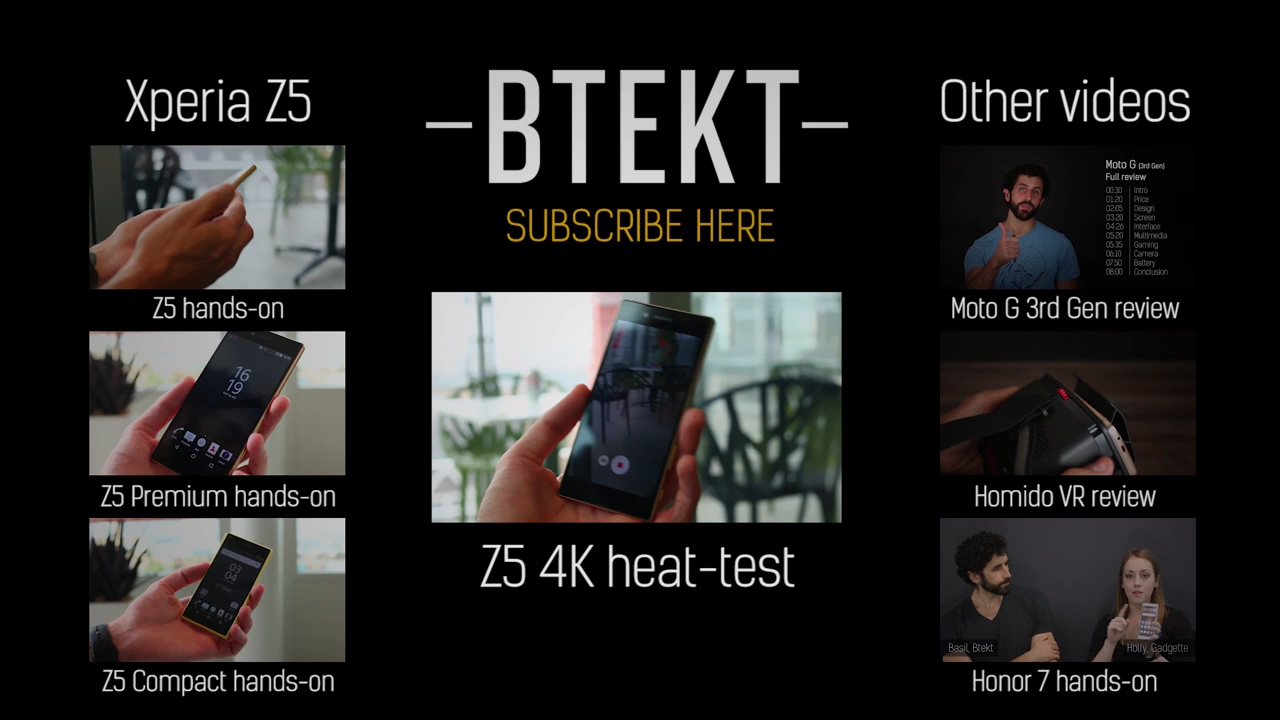 Xperia Z5
Z5 hands-on
16
19
Z5 Premium hands-on
03
04
Z5 Compact hands-on
BTEKT
SUBSCRIBE HERE
Z5 4K heat-test
Other videos
Moto G (3rd Gen)
Full review
00.30 Intro
01.20 Price
02.05 Design
03.20 Screen
04.26 Interface
05.20 Multimedia
05.35 Gaming
06.10 Camera
07.50 Battery
08.00 Conclusion
Moto G 3rd Gen review
Homido VR review
Basil, Btekt
Holly, Gadgette
Honor 7 hands-on